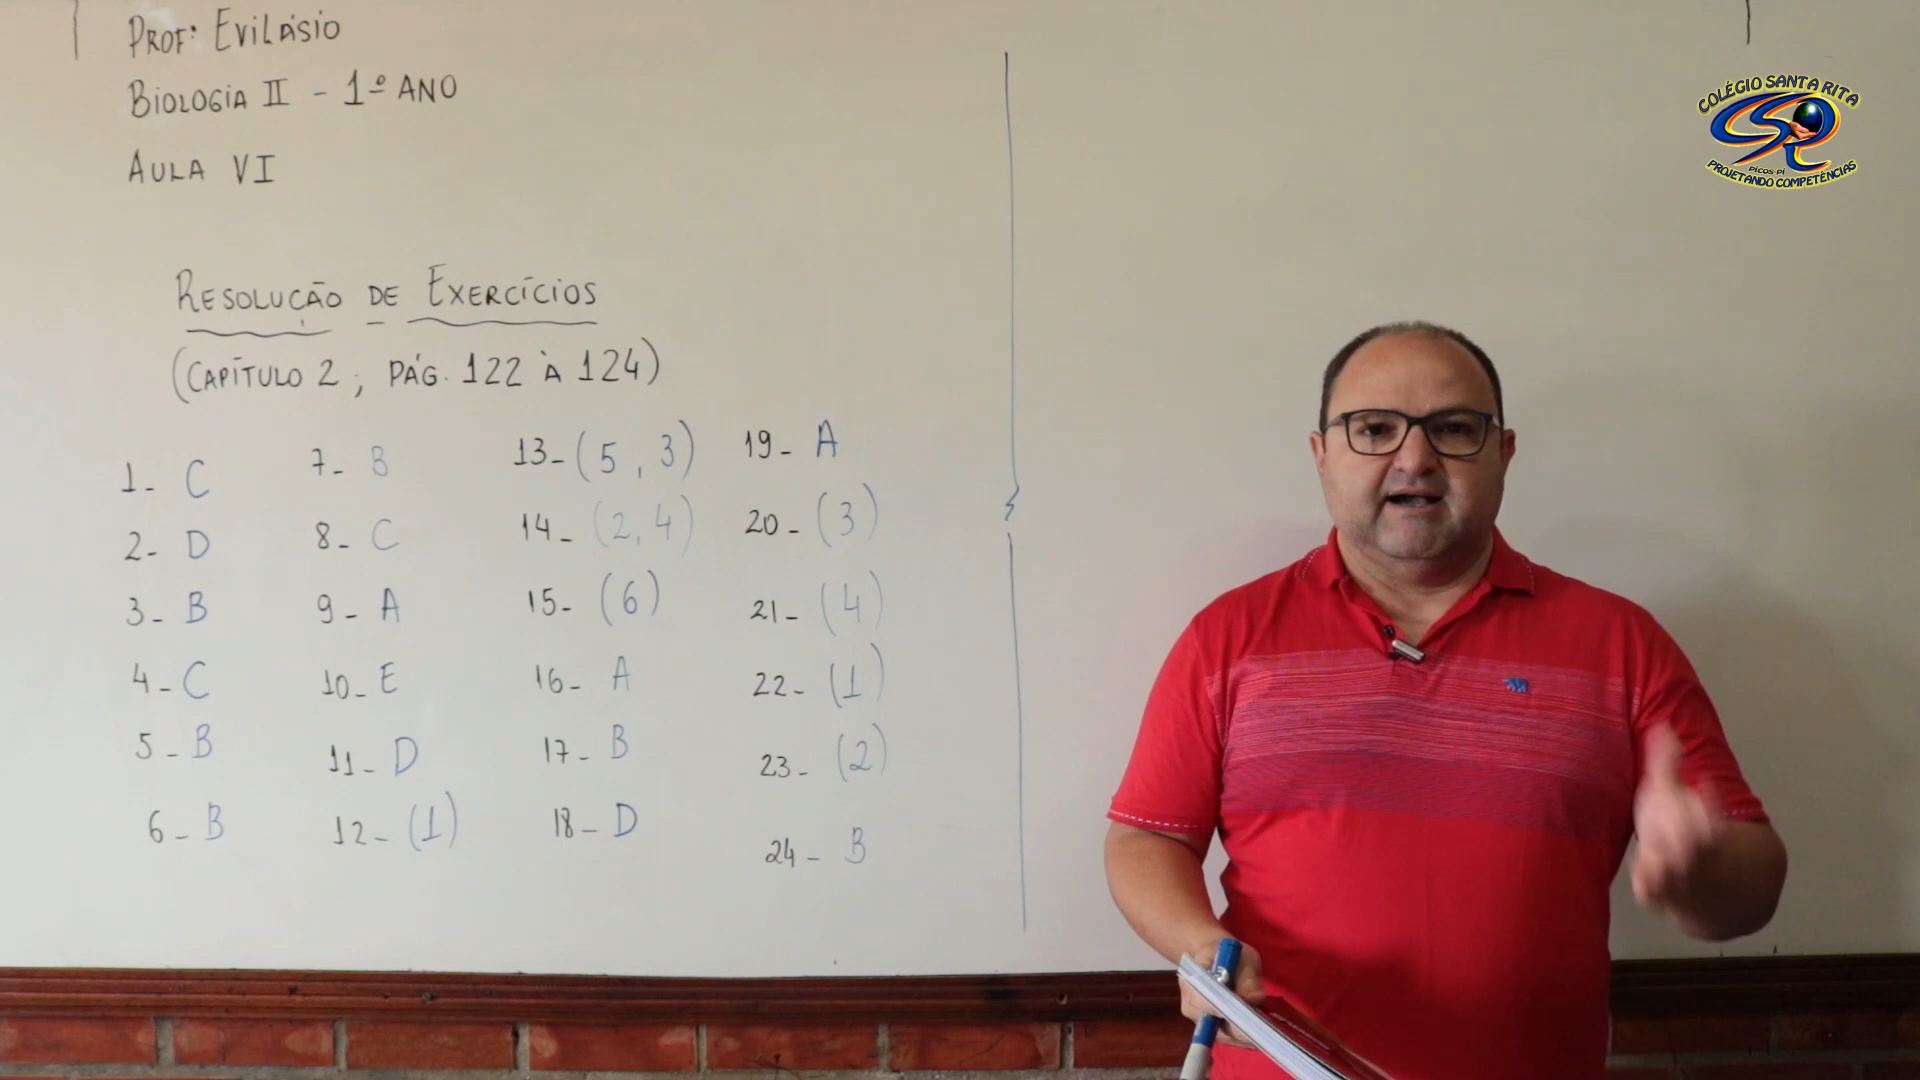 PROF: EVILÁSIO
BIOLOGIA II - 1º ANO
AULA VI
RESOLUÇÃO DE EXERCÍCIOS
(CAPÍTULO 2 ; PÁG. 122 À 124)
1- C
2- D
3- B
4- C
5- B
6- B
7- B
8- C
9- A
10- E
11- D
12- (1)
13- (5, 3)
14- (2, 4)
15- (6)
16- A
17- B
18- D
19- A
20- (3)
21- (4)
22- (1)
23- (2)
24- B
COLÉGIO SANTA RITA
CSR
PICOS-PI
PROJETANDO COMPETÊNCIAS